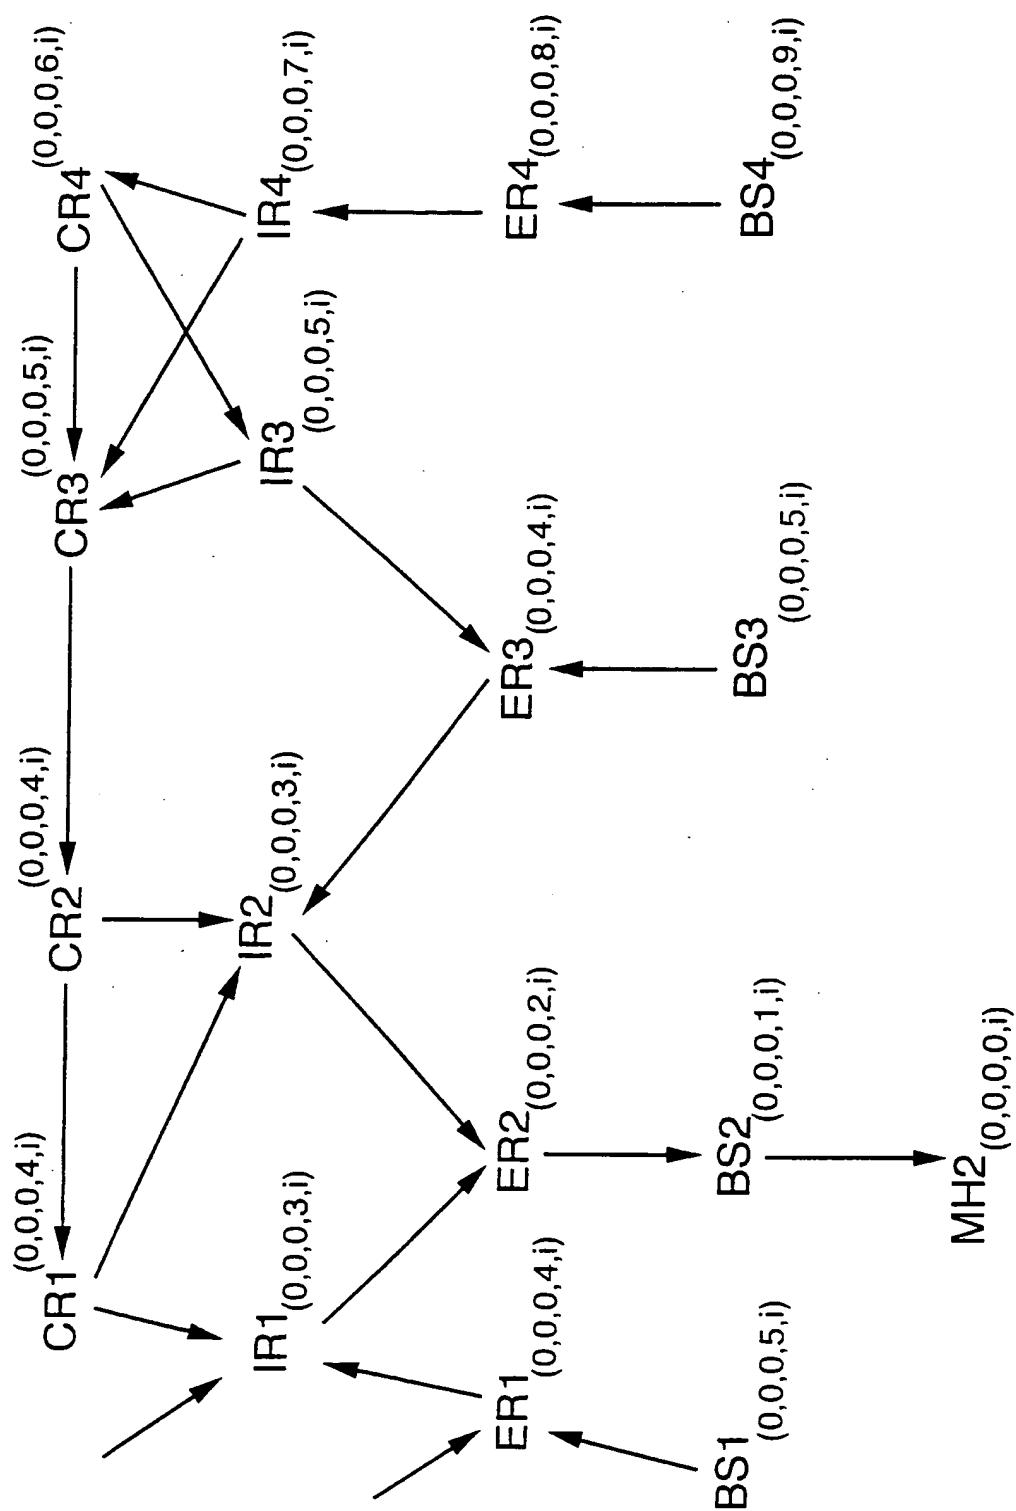 CR1 (0,0,0,4,i)
CR2 (0,0,0,4,i)
CR3 (0,0,0,5,i)
CR4 (0,0,0,6,i)
IR1 (0,0,0,3,i)
IR2 (0,0,0,3,i)
IR3 (0,0,0,5,i)
IR4 (0,0,0,7,i)
ER1 (0,0,0,4,i)
ER2 (0,0,0,2,i)
ER3 (0,0,0,4,i)
ER4 (0,0,0,8,i)
BS1 (0,0,0,5,i)
BS2 (0,0,0,1,i)
BS3 (0,0,0,5,i)
BS4 (0,0,0,9,i)
MH2 (0,0,0,0,i)